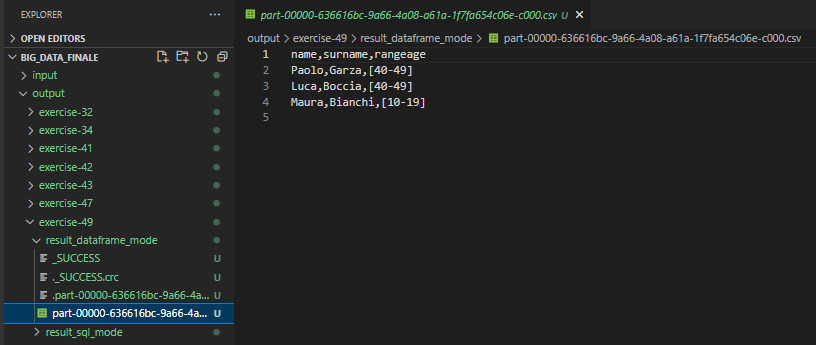 EXPLORER
OPEN EDITORS
BIG_DATA_FINALE
input
output
exercise-32
exercise-34
exercise-41
exercise-42
exercise-43
exercise-47
exercise-49
result_dataframe_mode
_SUCCESS U
._SUCCESS.crc U
.part-00000-636616bc-9a66-4a... U
part-00000-636616bc-9a66-4a... U
result_sql_mode
part-00000-636616bc-9a66-4a08-a61a-1f7fa654c06e-c000.csv U
output > exercise-49 > result_dataframe_mode > part-00000-636616bc-9a66-4a08-a61a-1f7fa654c06e-c000.csv
1 name,surname,rangeage
2 Paolo,Garza,[40-49]
3 Luca,Boccia,[40-49]
4 Maura,Bianchi,[10-19]
5